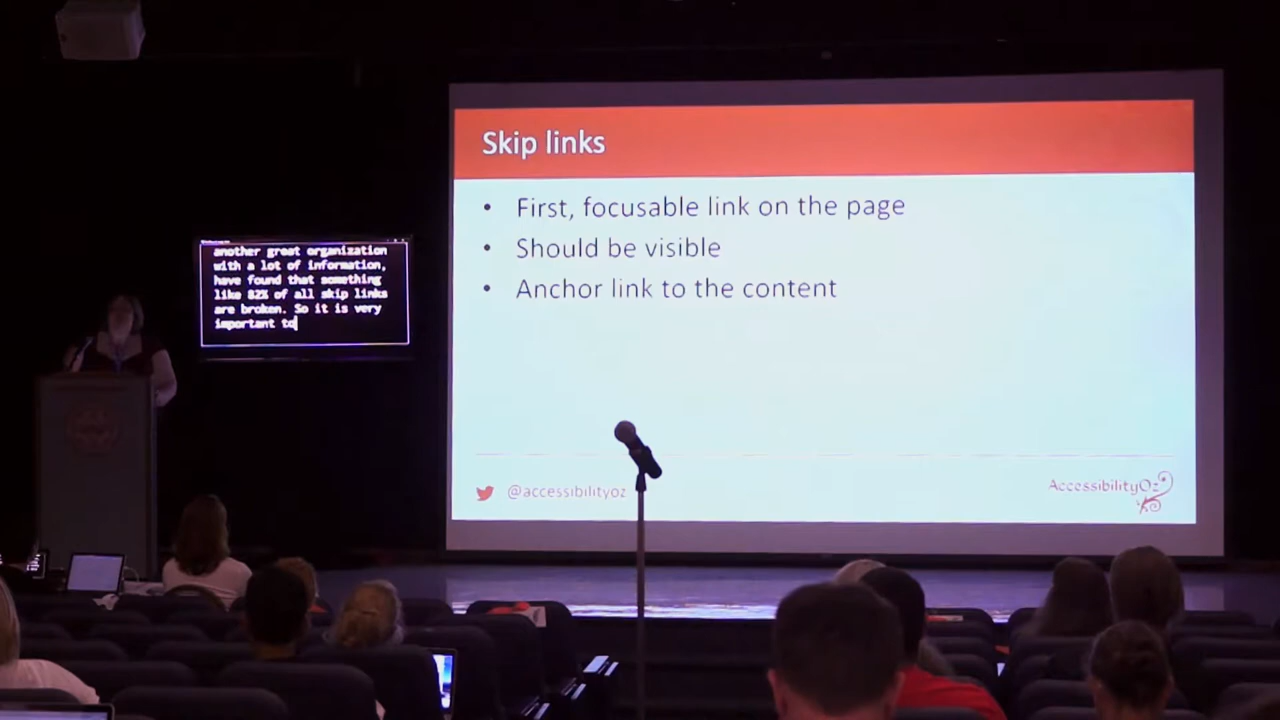 another great organization
with a lot of information,
have found that something
like 82% of all skip links
are broken. So it is very
important to
Skip links
• First, focusable link on the page
• Should be visible
• Anchor link to the content
@accessibilityoz
AccessibilityOz